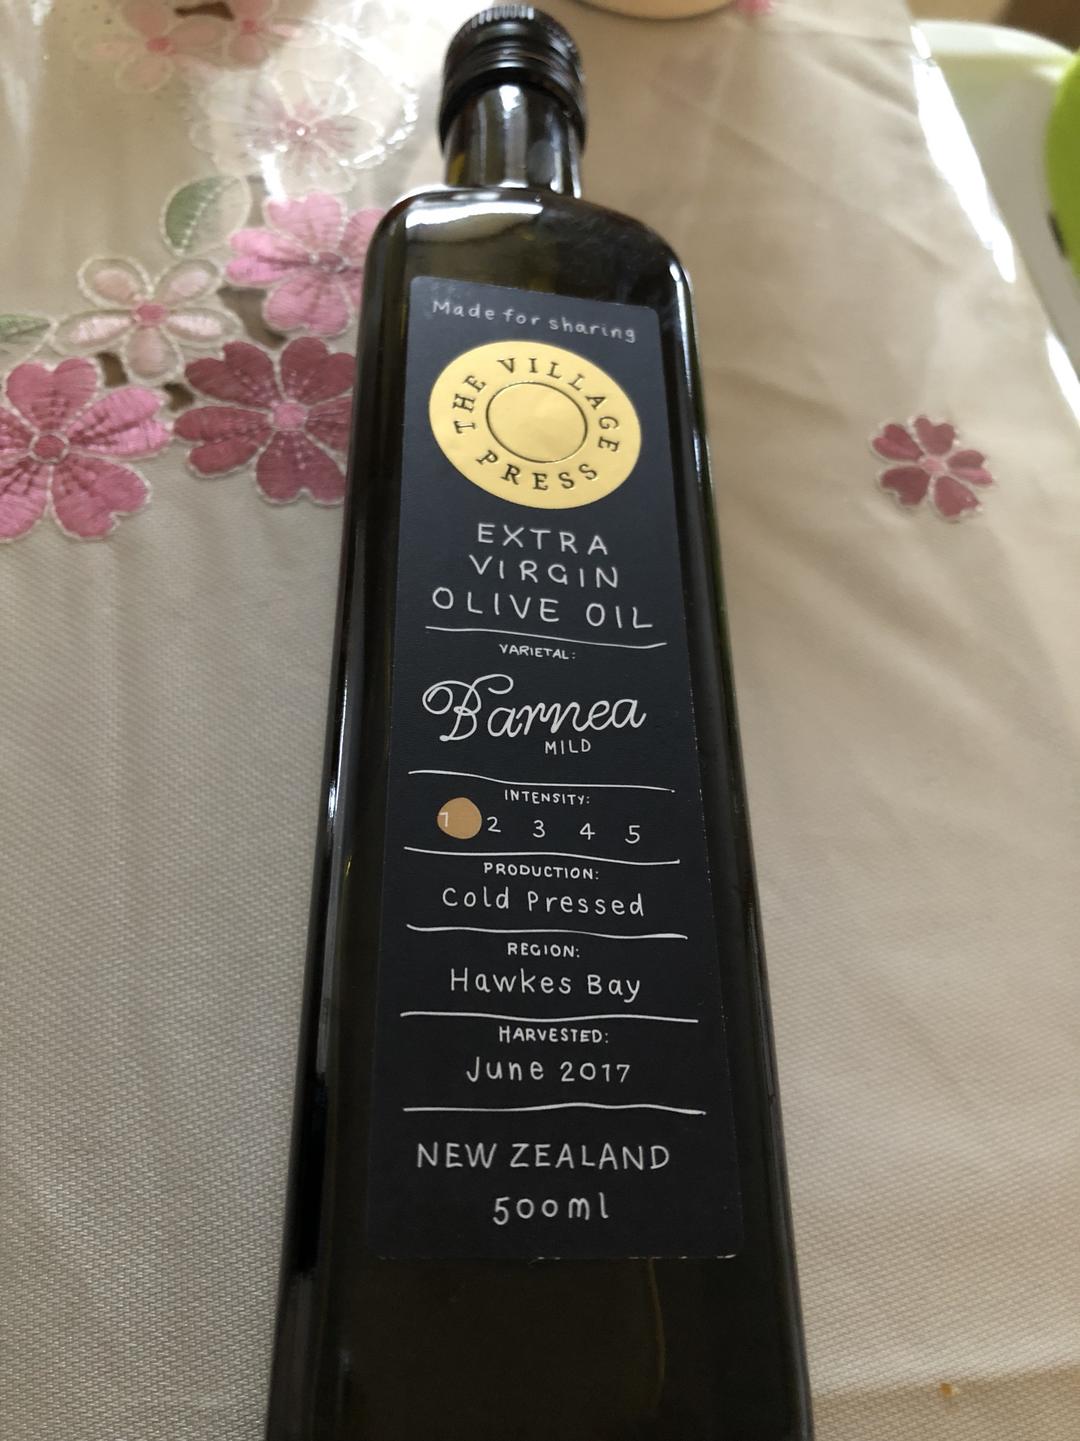 Made for sharing
THE VILLAGE PRESS
EXTRA
VIRGIN
OLIVE OIL
VARIETAL:
Barnea
MILD
INTENSITY:
1 2 3 4 5
PRODUCTION:
Cold Pressed
REGION:
Hawkes Bay
HARVESTED:
June 2017
NEW ZEALAND
500ml